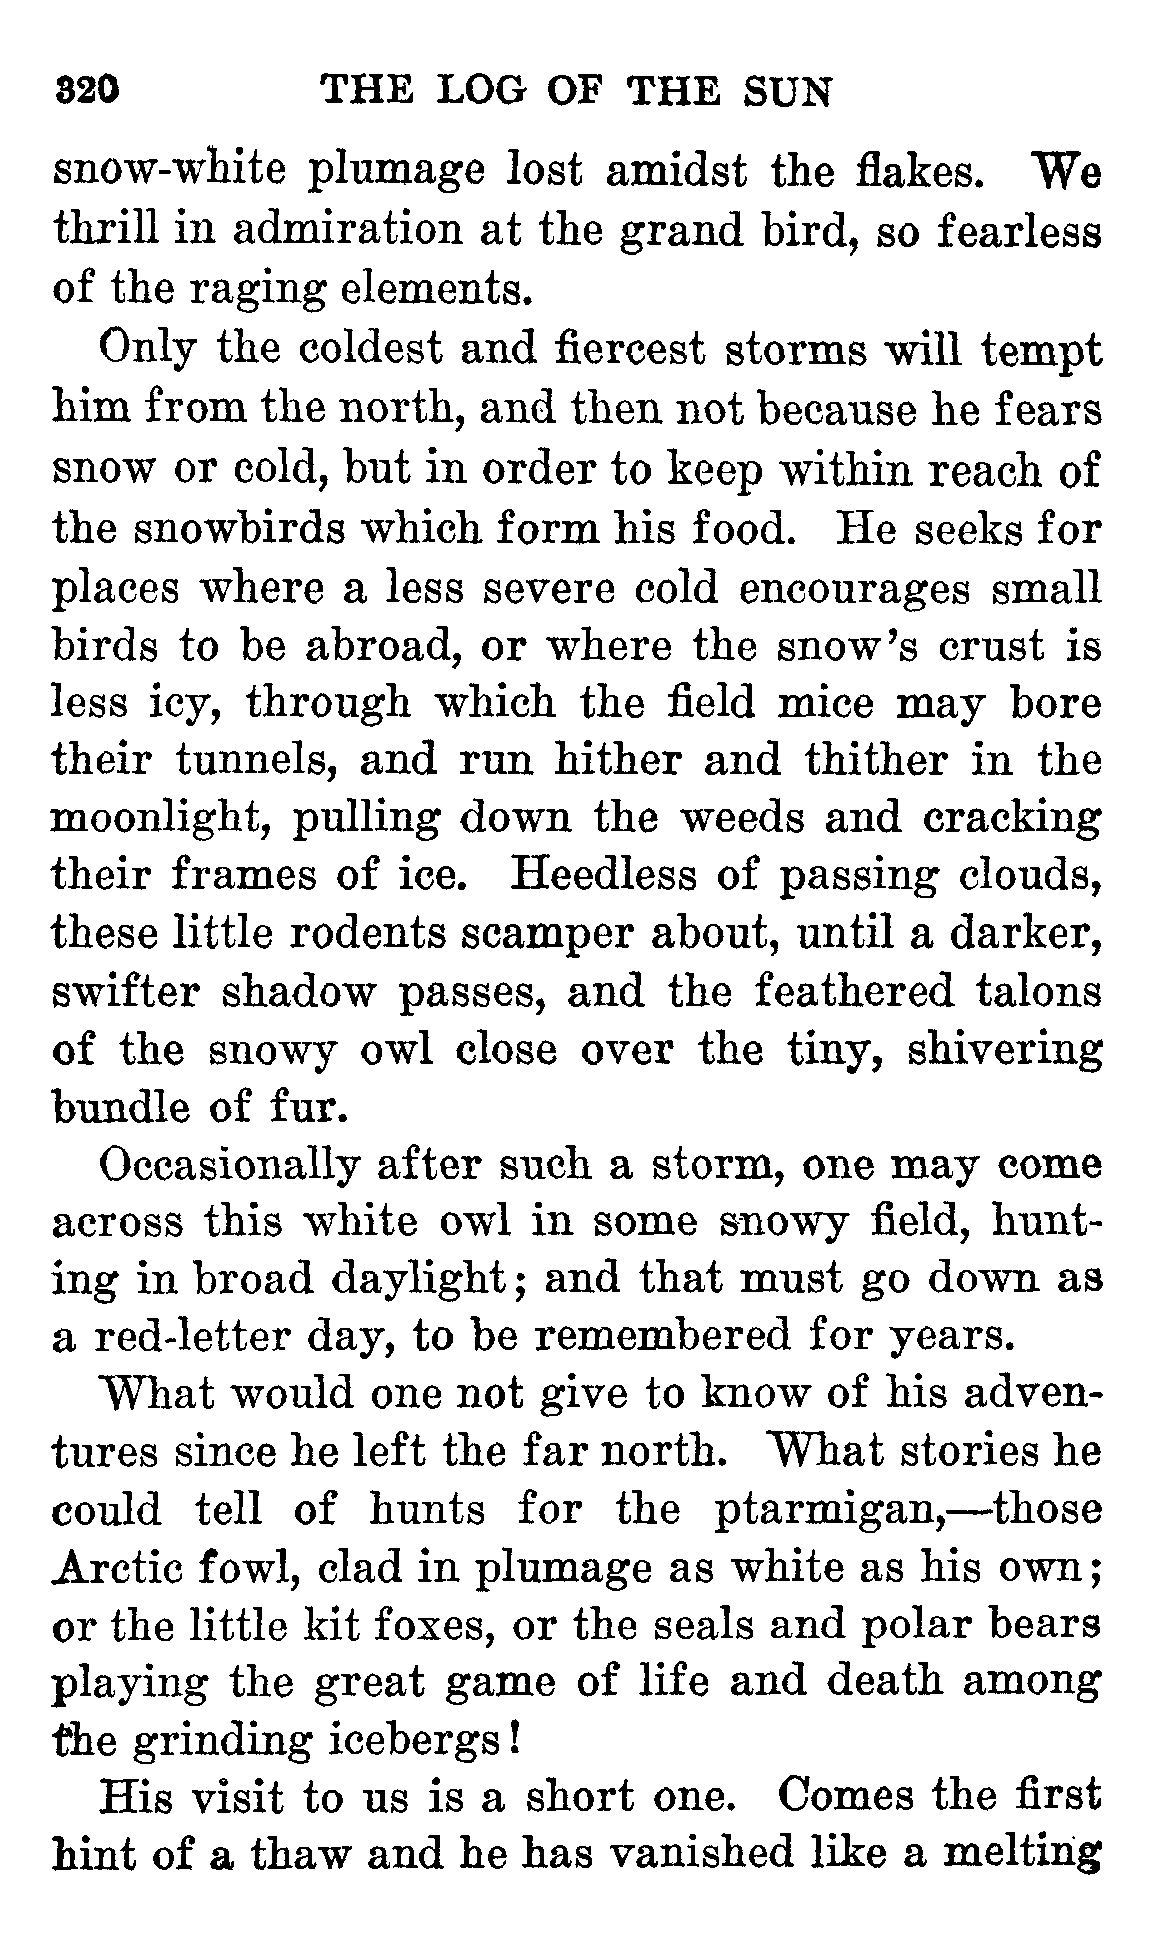 320 THE LOG OF THE SUN
snow-white plumage lost amidst the flakes. We
thrill in admiration at the grand bird, so fearless
of the raging elements.
Only the coldest and fiercest storms will tempt
him from the north, and then not because he fears
snow or cold, but in order to keep within reach of
the snowbirds which form his food. He seeks for
places where a less severe cold encourages small
birds to be abroad, or where the snow's crust is
less icy, through which the field mice may bore
their tunnels, and run hither and thither in the
moonlight, pulling down the weeds and cracking
their frames of ice. Heedless of passing clouds,
these little rodents scamper about, until a darker,
swifter shadow passes, and the feathered talons
of the snowy owl close over the tiny, shivering
bundle of fur.
Occasionally after such a storm, one may come
across this white owl in some snowy field, hunt-
ing in broad daylight; and that must go down as
a red-letter day, to be remembered for years.
What would one not give to know of his adven-
tures since he left the far north. What stories he
could tell of hunts for the ptarmigan,—those
Arctic fowl, clad in plumage as white as his own;
or the little kit foxes, or the seals and polar bears
playing the great game of life and death among
the grinding icebergs!
His visit to us is a short one. Comes the first
hint of a thaw and he has vanished like a melting